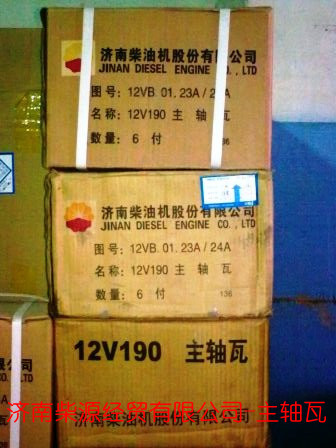 济南柴油机股份有限公司
JINAN DIESEL ENGINE CO.,LTD
图号：12VB.01.23A/24A
名称：12V190 主轴瓦
数量：6付
136
济南柴油机股份有限公司
JINAN DIESEL ENGINE CO.,LTD
图号：12VB.01.23A/24A
名称：12V190 主轴瓦
数量：6付
136
12V190 主轴瓦
济南柴源经贸有限公司 主轴瓦
济南柴油机股份有限公司